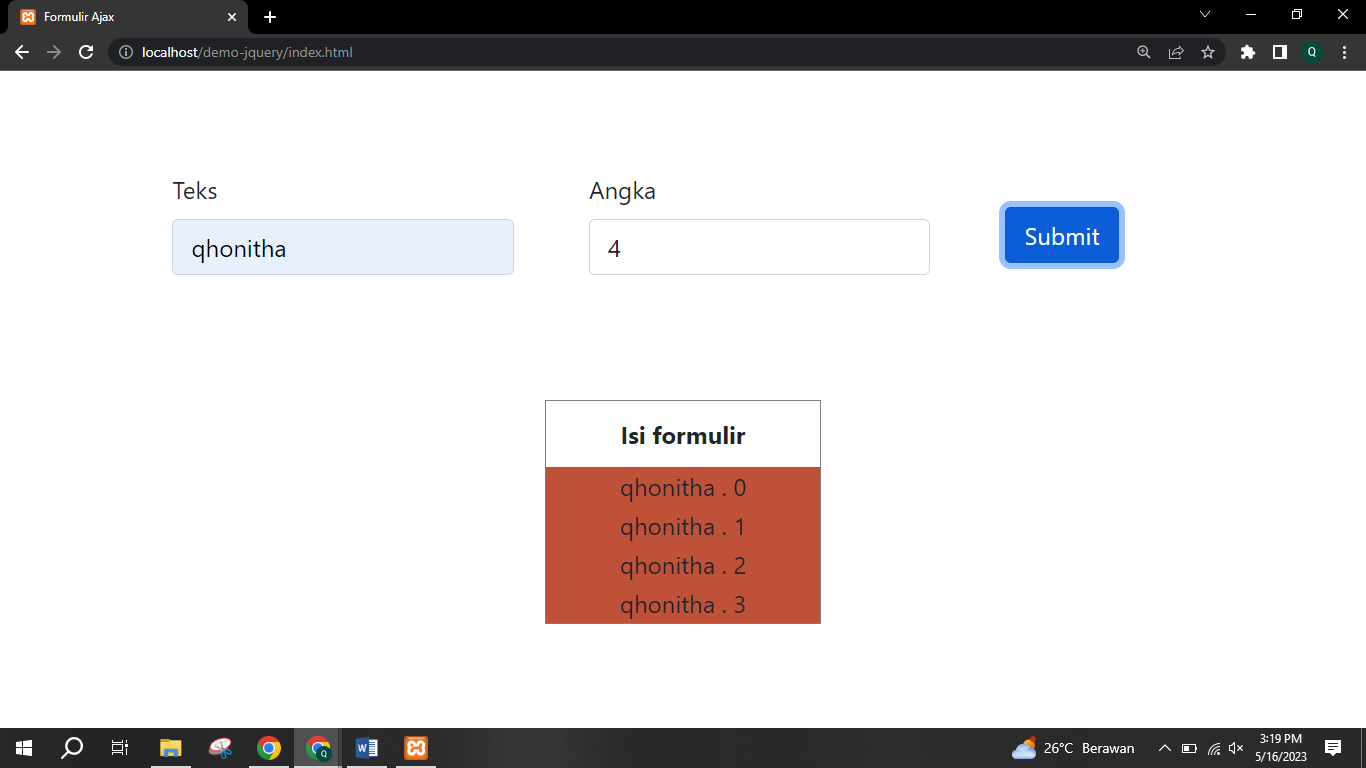 Formulir Ajax
localhost/demo-jquery/index.html
Q
Teks
Angka
qhonitha
4
Submit
Isi formulir
qhonitha . 0
qhonitha . 1
qhonitha . 2
qhonitha . 3
26°C Berawan
3:19 PM
5/16/2023